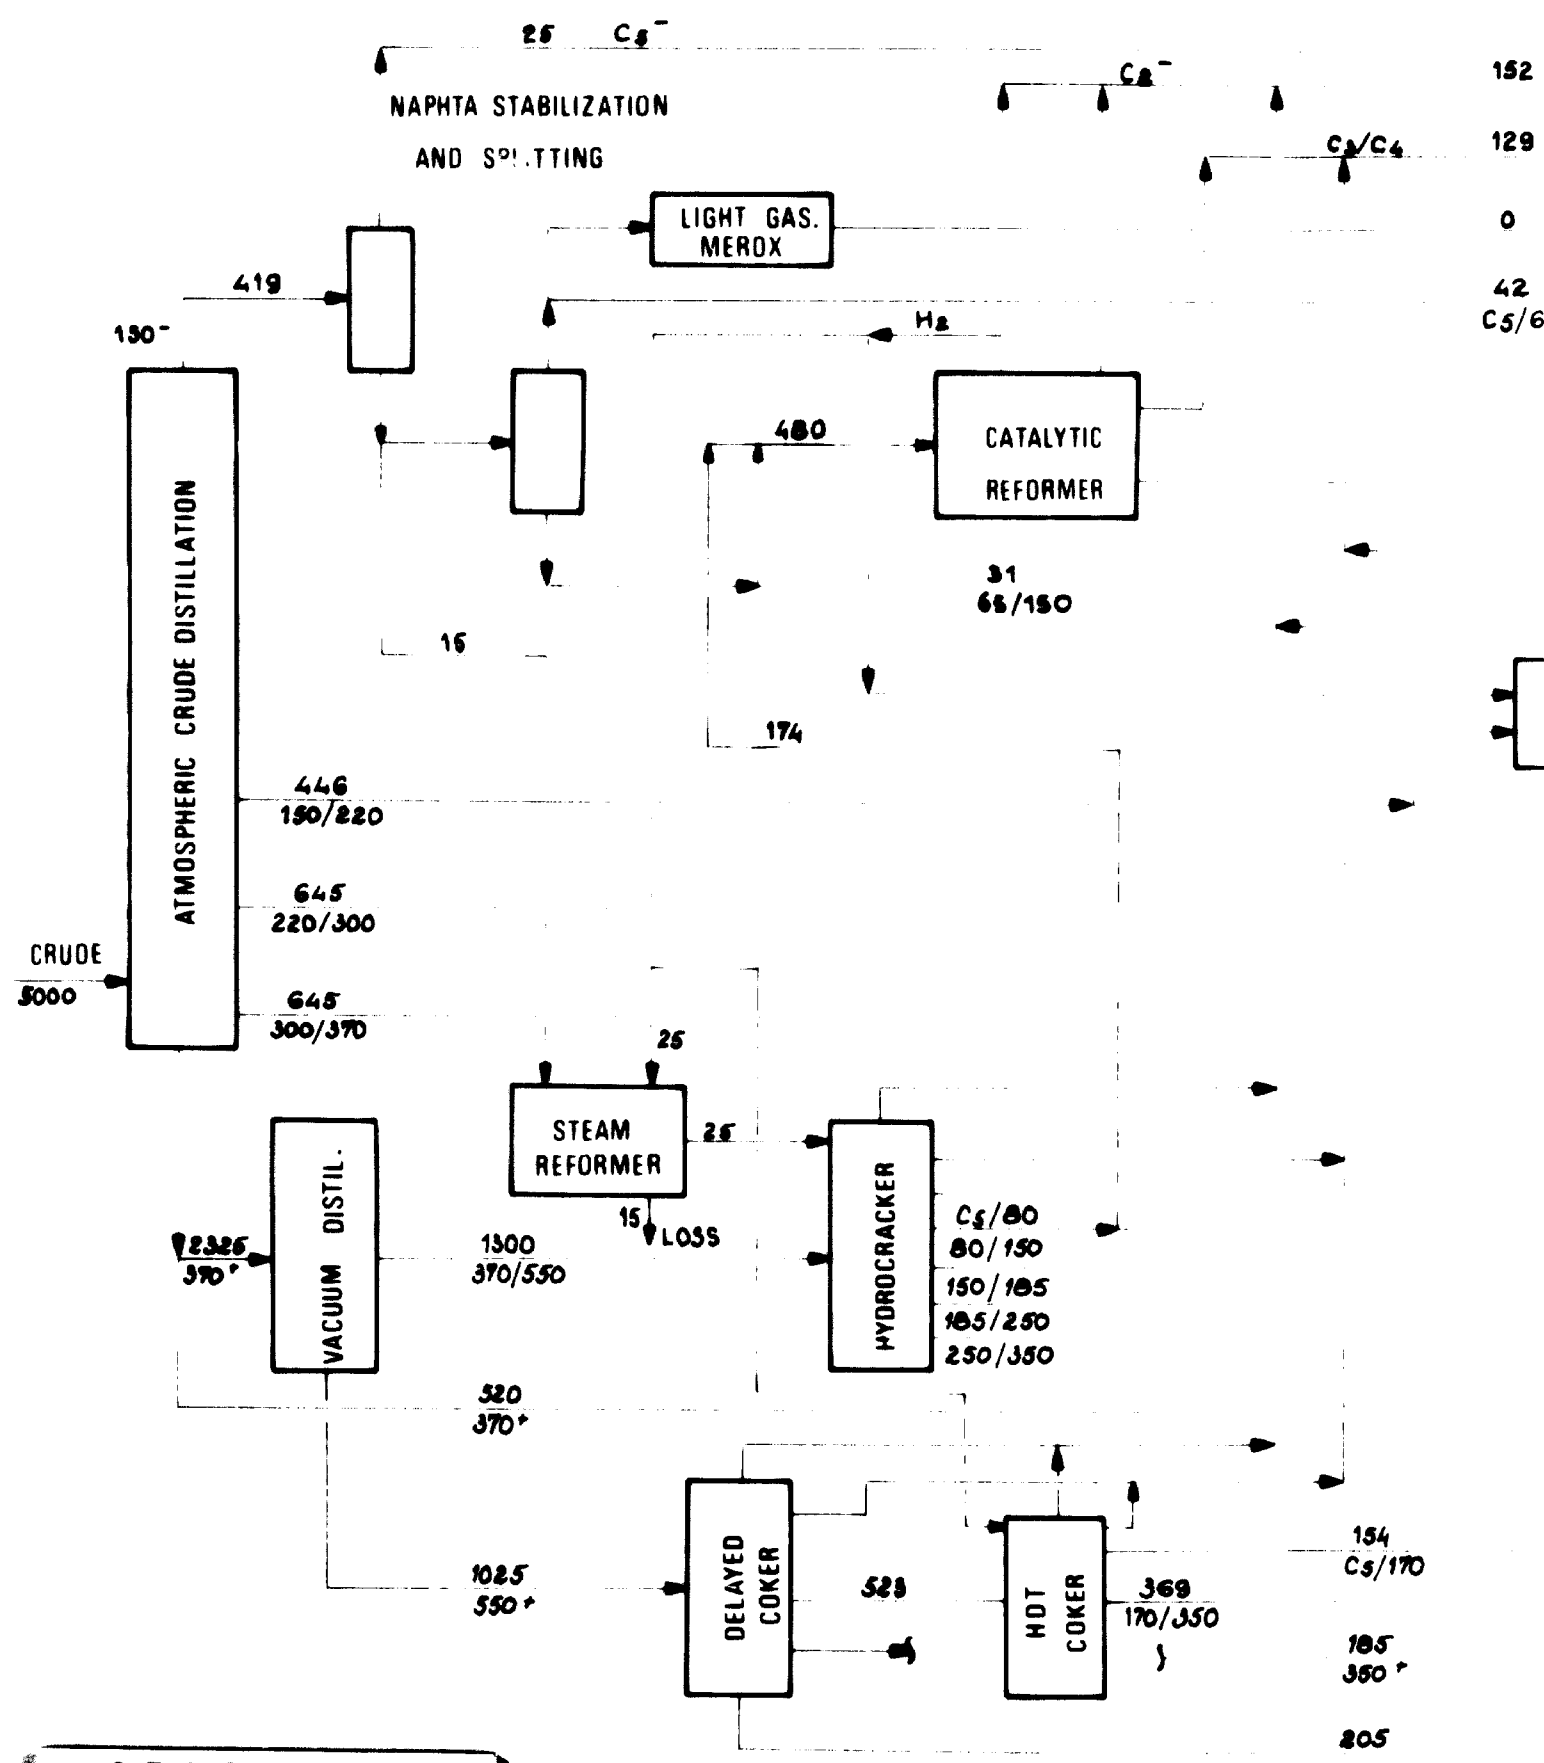 25 C5-
C2-
152
NAPHTA STABILIZATION
AND SPLITTING
C3/C4
129
LIGHT GAS.
MEROX
0
419
42
C5/6
150-
H2
480
CATALYTIC
REFORMER
ATMOSPHERIC CRUDE DISTILLATION
31
65/150
15
174
446
150/220
645
220/300
CRUDE
5000
645
300/370
25
STEAM
REFORMER
25
15
LOSS
VACUUM DISTIL.
2325
370+
1300
370/550
HYDROCRACKER
C5/80
80/150
150/185
185/250
250/350
520
370+
1025
550+
DELAYED
COKER
523
HDT
COKER
369
170/350
154
C5/170
185
350+
205